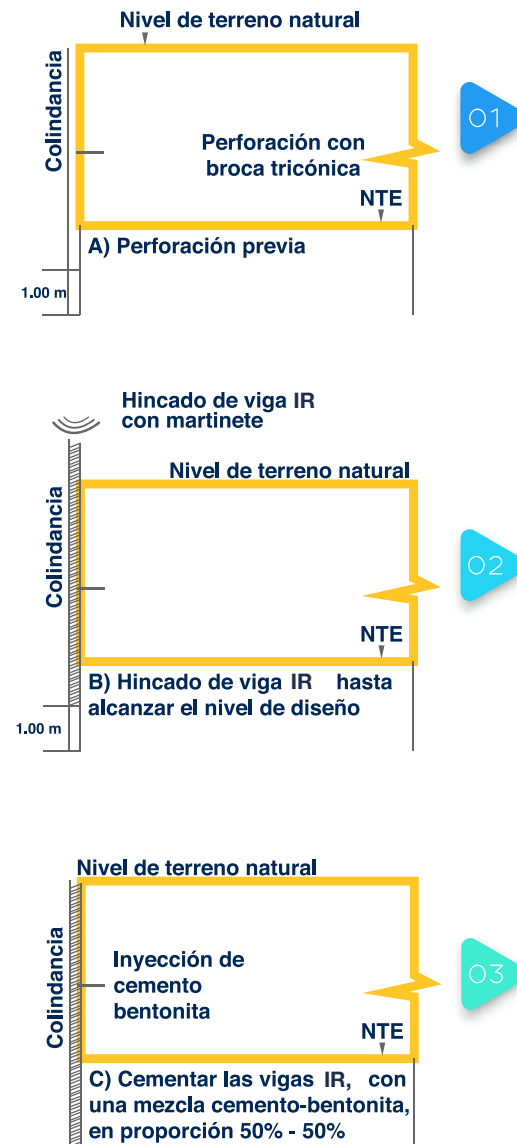 Nivel de terreno natural
Colindancia
01
Perforación con
broca tricónica
NTE
A) Perforación previa
1.00 m
Hincado de viga IR
con martinete
Nivel de terreno natural
Colindancia
02
NTE
B) Hincado de viga IR hasta
alcanzar el nivel de diseño
1.00 m
Nivel de terreno natural
Colindancia
Inyección de
cemento
bentonita
03
NTE
C) Cementar las vigas IR, con
una mezcla cemento-bentonita,
en proporción 50% - 50%